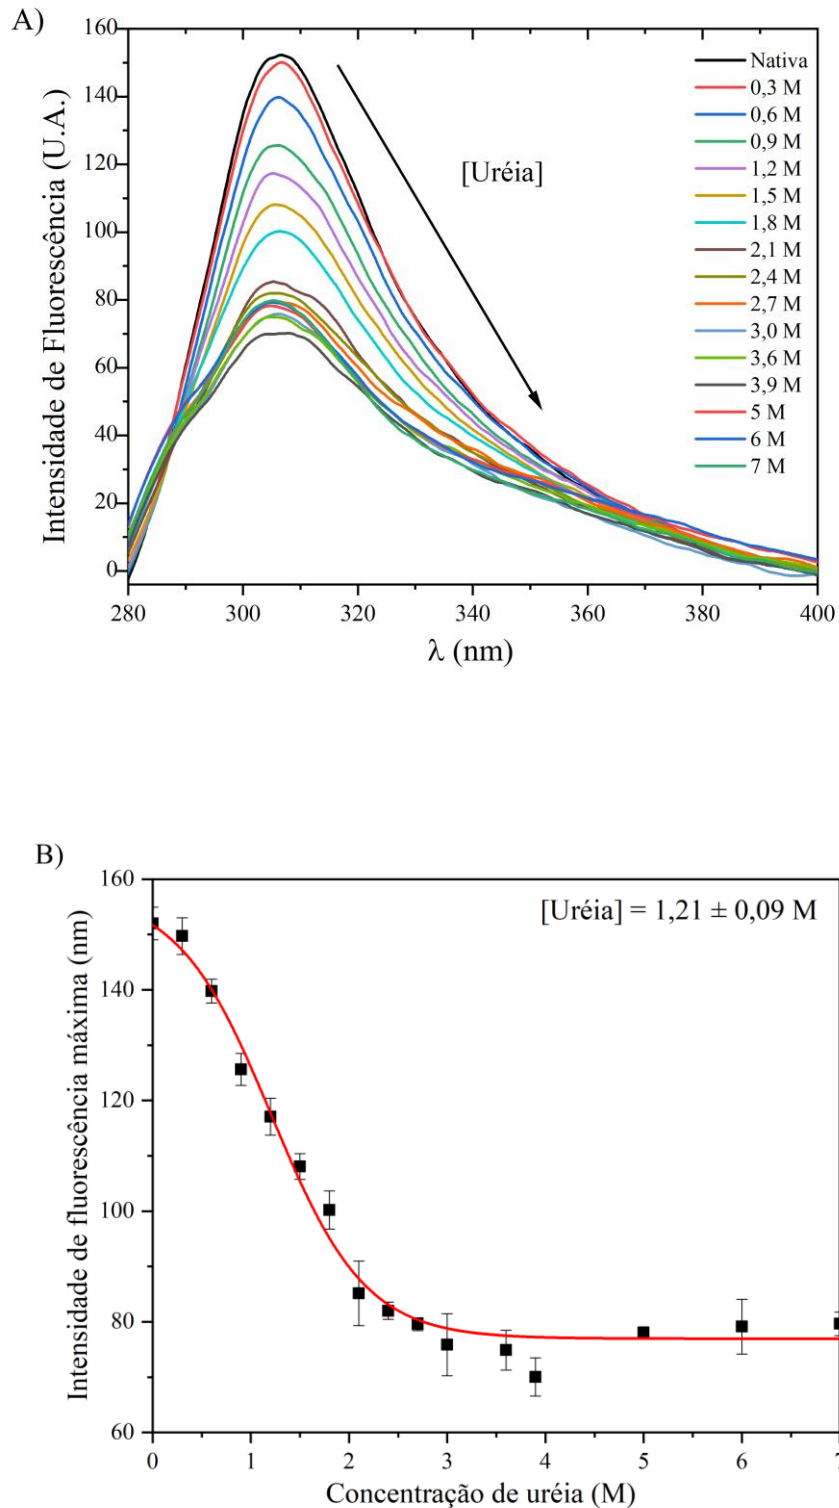 A)
Intensidade de Fluorescência (U.A.)
160
140
120
100
80
60
40
20
0
280
300
320
340
360
380
400
λ (nm)
[Uréia]
Nativa
0,3 M
0,6 M
0,9 M
1,2 M
1,5 M
1,8 M
2,1 M
2,4 M
2,7 M
3,0 M
3,6 M
3,9 M
5 M
6 M
7 M
B)
Intensidade de fluorescência máxima (nm)
160
140
120
100
80
60
[Uréia] = 1,21 ± 0,09 M
0
1
2
3
4
5
6
7
Concentração de uréia (M)